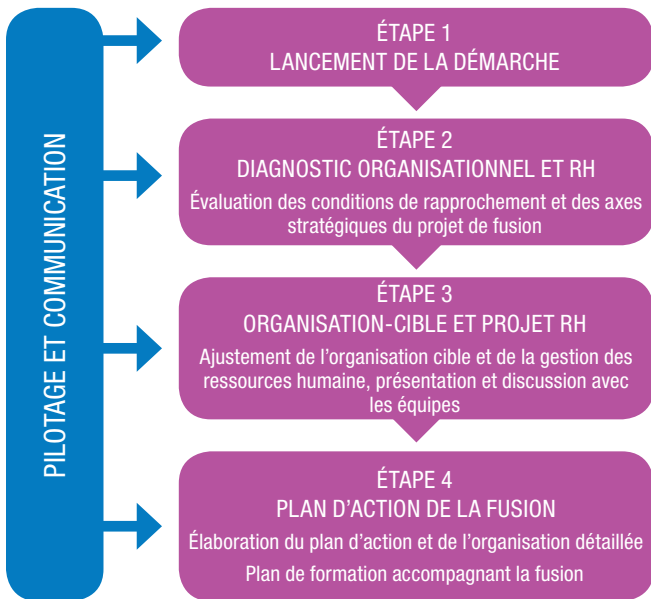 PILOTAGE ET COMMUNICATION
ÉTAPE 1
LANCEMENT DE LA DÉMARCHE
ÉTAPE 2
DIAGNOSTIC ORGANISATIONNEL ET RH
Évaluation des conditions de rapprochement et des axes
stratégiques du projet de fusion
ÉTAPE 3
ORGANISATION-CIBLE ET PROJET RH
Ajustement de l’organisation cible et de la gestion des
ressources humaine, présentation et discussion avec
les équipes
ÉTAPE 4
PLAN D’ACTION DE LA FUSION
Élaboration du plan d’action et de l’organisation détaillée
Plan de formation accompagnant la fusion